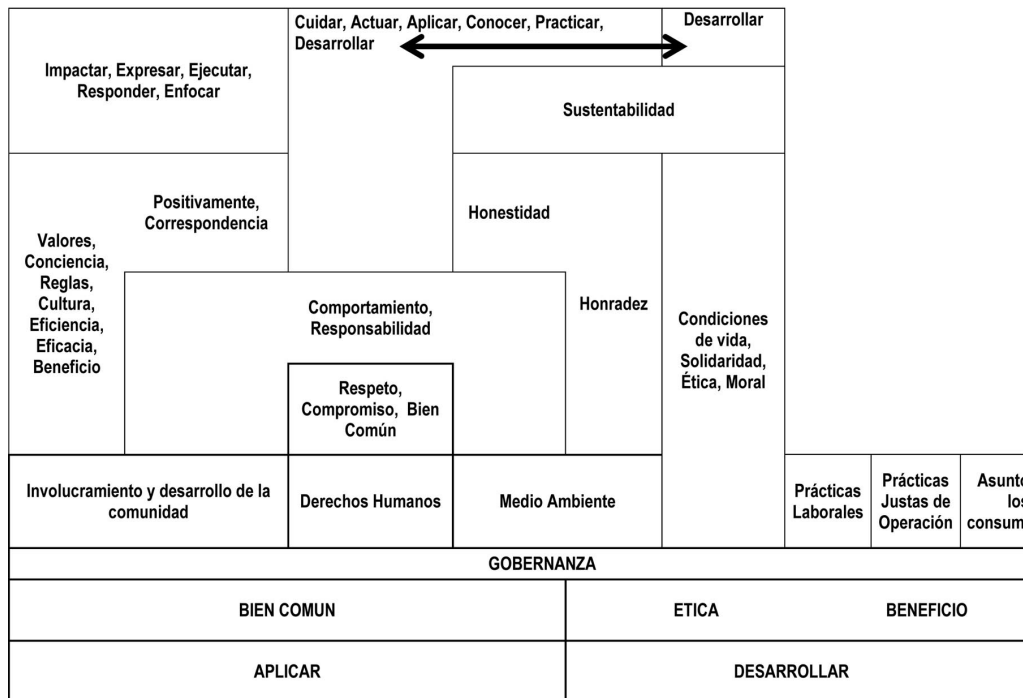 Cuidar, Actuar, Aplicar, Conocer, Practicar,
Desarrollar
Desarrollar
Impactar, Expresar, Ejecutar,
Responder, Enfocar
Sustentabilidad
Positivamente,
Correspondencia
Honestidad
Valores,
Conciencia,
Reglas,
Cultura,
Eficiencia,
Eficacia,
Beneficio
Comportamiento,
Responsabilidad
Honradez
Condiciones
de vida,
Solidaridad,
Ética, Moral
Respeto,
Compromiso, Bien
Común
Involucramiento y desarrollo de la
comunidad
Derechos Humanos
Medio Ambiente
Prácticas
Laborales
Prácticas
Justas de
Operación
GOBERNANZA
BIEN COMUN
ETICA
BENEFICIO
APLICAR
DESARROLLAR